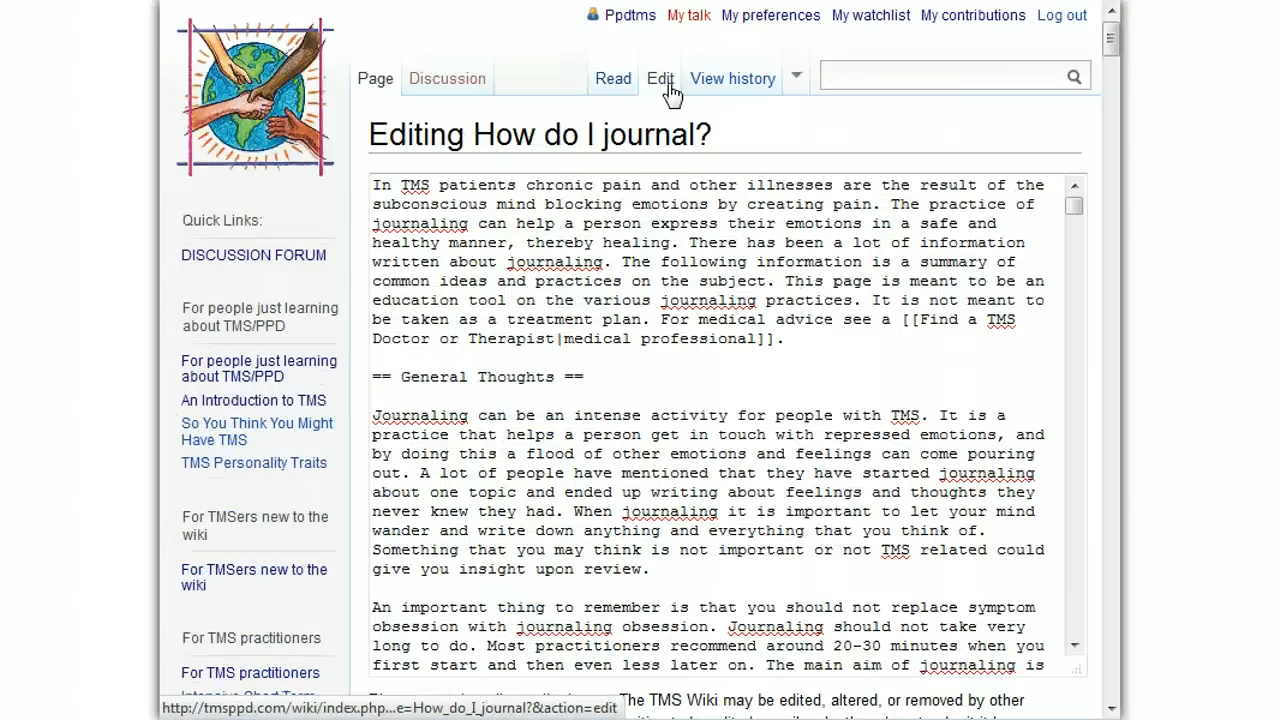 Ppdtms My talk My preferences My watchlist My contributions Log out
Page Discussion Read Edit View history
Editing How do I journal?
Quick Links:
DISCUSSION FORUM
For people just learning
about TMS/PPD
For people just learning
about TMS/PPD
An Introduction to TMS
So You Think You Might
Have TMS
TMS Personality Traits
For TMSers new to the
wiki
For TMSers new to the
wiki
For TMS practitioners
For TMS practitioners
Intensive Short Term
In TMS patients chronic pain and other illnesses are the result of the
subconscious mind blocking emotions by creating pain. The practice of
journaling can help a person express their emotions in a safe and
healthy manner, thereby healing. There has been a lot of information
written about journaling. The following information is a summary of
common ideas and practices on the subject. This page is meant to be an
education tool on the various journaling practices. It is not meant to
be taken as a treatment plan. For medical advice see a [[Find a TMS
Doctor or Therapist|medical professional]].
== General Thoughts ==
Journaling can be an intense activity for people with TMS. It is a
practice that helps a person get in touch with repressed emotions, and
by doing this a flood of other emotions and feelings can come pouring
out. A lot of people have mentioned that they have started journaling
about one topic and ended up writing about feelings and thoughts they
never knew they had. When journaling it is important to let your mind
wander and write down anything and everything that you think of.
Something that you may think is not important or not TMS related could
give you insight upon review.
An important thing to remember is that you should not replace symptom
obsession with journaling obsession. Journaling should not take very
long to do. Most practitioners recommend around 20-30 minutes when you
first start and then even less later on. The main aim of journaling is
The TMS Wiki may be edited, altered, or removed by other
http://tmsppd.com/wiki/index.php...e=How_do_I_journal?&action=edit